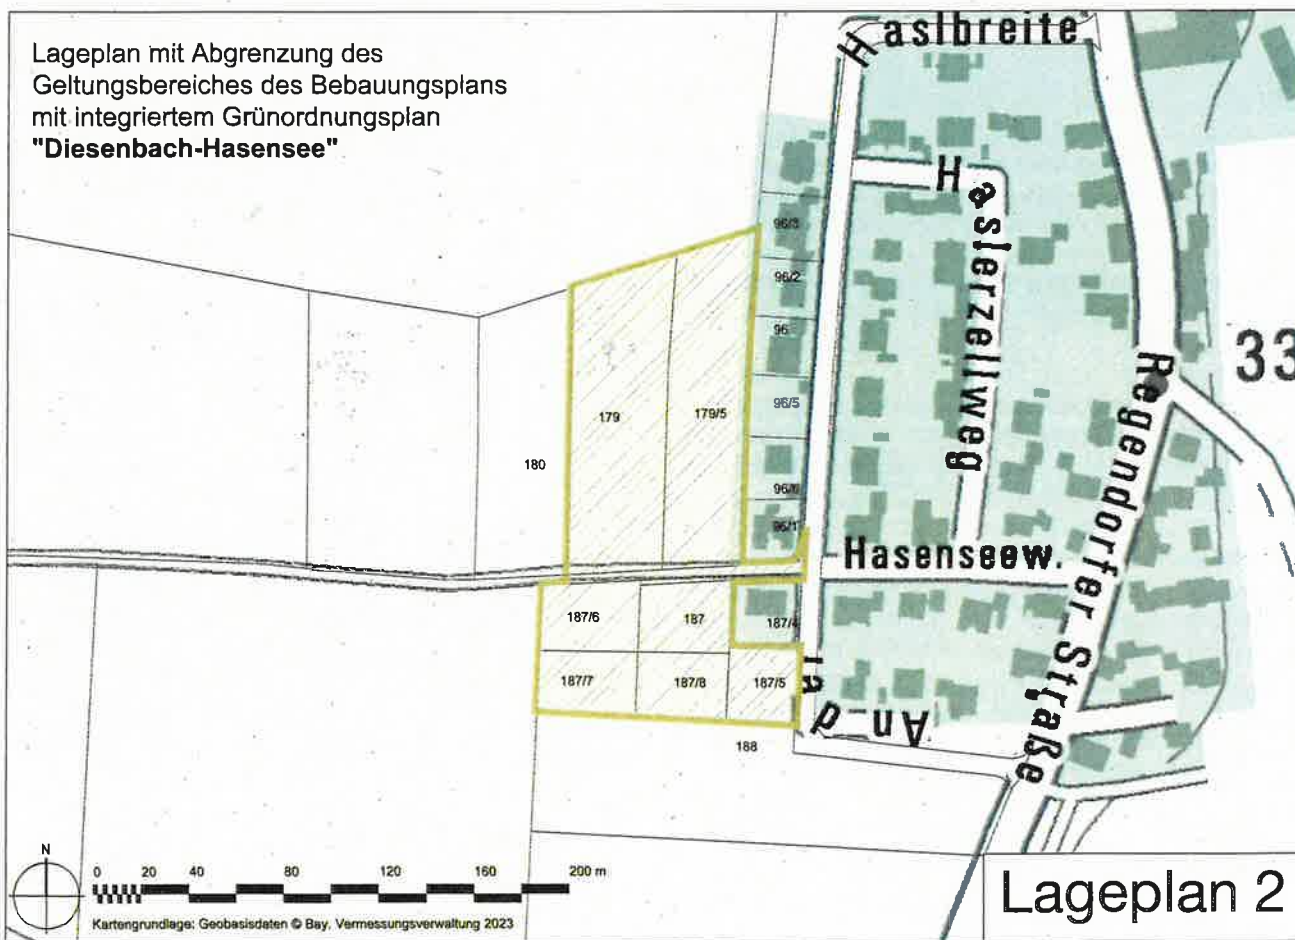 Lageplan mit Abgrenzung des
Geltungsbereiches des Bebauungsplans
mit integriertem Grünordnungsplan
"Diesenbach-Hasensee"
Haslbreite
Haslerzellweg
96/3
96/2
96
33
Regendorfer Straße
179
179/5
96/5
180
96/6
96/1
Hasenseew.
187/6
187
187/4
187/7
187/8
187/5
An d
188
N
0 20 40 80 120 160 200 m
Kartengrundlage: Geobasisdaten © Bay. Vermessungsverwaltung 2023
Lageplan 2